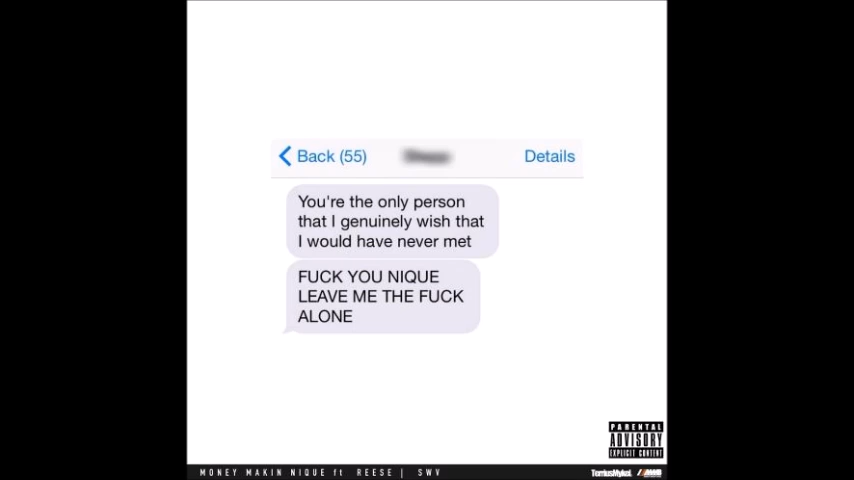 Back (55) Details
You're the only person
that I genuinely wish that
I would have never met
FUCK YOU NIQUE
LEAVE ME THE FUCK
ALONE
PARENTAL
ADVISORY
EXPLICIT CONTENT
MONEY MAKIN NIQUE ft REESE | SWV TorriusMykel